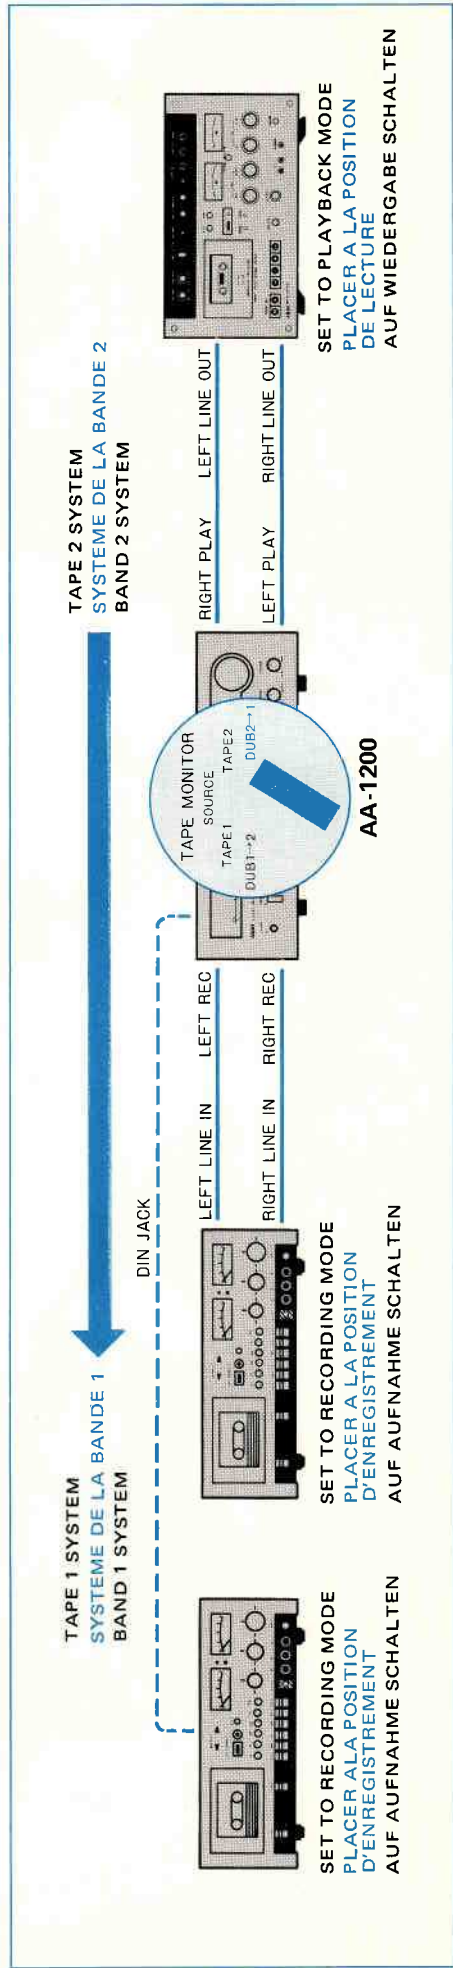 TAPE 1 SYSTEM
SYSTEME DE LA BANDE 1
BAND 1 SYSTEM
TAPE 2 SYSTEM
SYSTEME DE LA BANDE 2
BAND 2 SYSTEM
DIN JACK
LEFT LINE IN LEFT REC
RIGHT LINE IN RIGHT REC
TAPE MONITOR
SOURCE
TAPE1 TAPE2
DUB1→2 DUB2→1
AA-1200
RIGHT PLAY LEFT LINE OUT
LEFT PLAY RIGHT LINE OUT
SET TO RECORDING MODE
PLACER ALA POSITION
D'ENREGISTREMENT
AUF AUFNAHME SCHALTEN
SET TO RECORDING MODE
PLACER A LA POSITION
D'ENREGISTREMENT
AUF AUFNAHME SCHALTEN
SET TO PLAYBACK MODE
PLACER A LA POSITION
DE LECTURE
AUF WIEDERGABE SCHALTEN